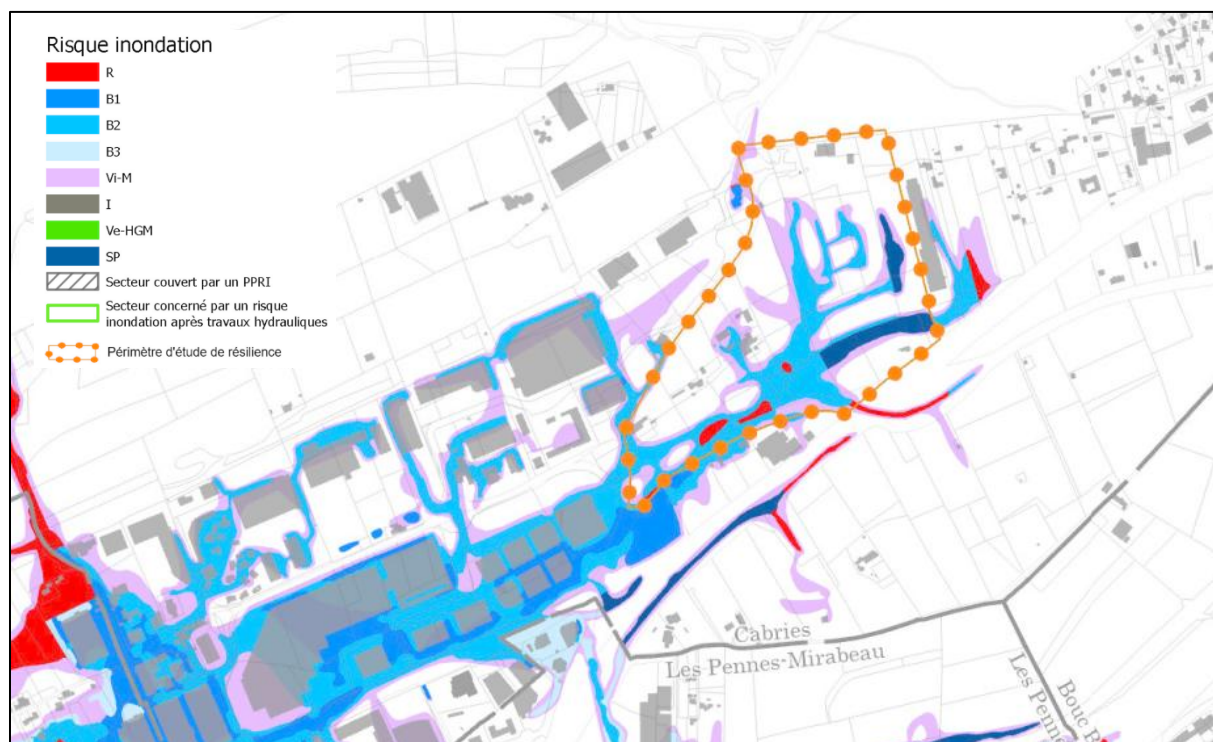 Risque inondation
R
B1
B2
B3
Vi-M
I
Ve-HGM
SP
Secteur couvert par un PPRI
Secteur concerné par un risque
inondation après travaux hydrauliques
Périmètre d'étude de résilience
Cabries
Les Pennes-Mirabeau
Les Penne
Bouc B